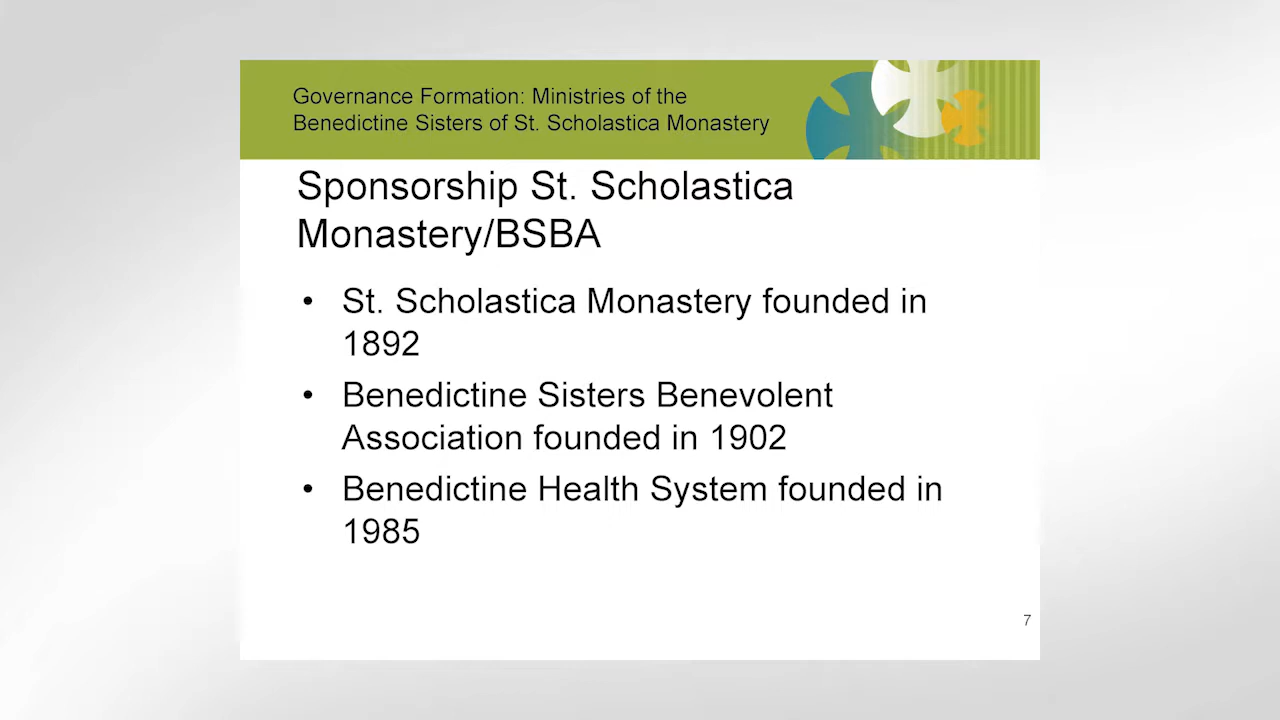 Governance Formation: Ministries of the
Benedictine Sisters of St. Scholastica Monastery
Sponsorship St. Scholastica
Monastery/BSBA
• St. Scholastica Monastery founded in
1892
• Benedictine Sisters Benevolent
Association founded in 1902
• Benedictine Health System founded in
1985
7